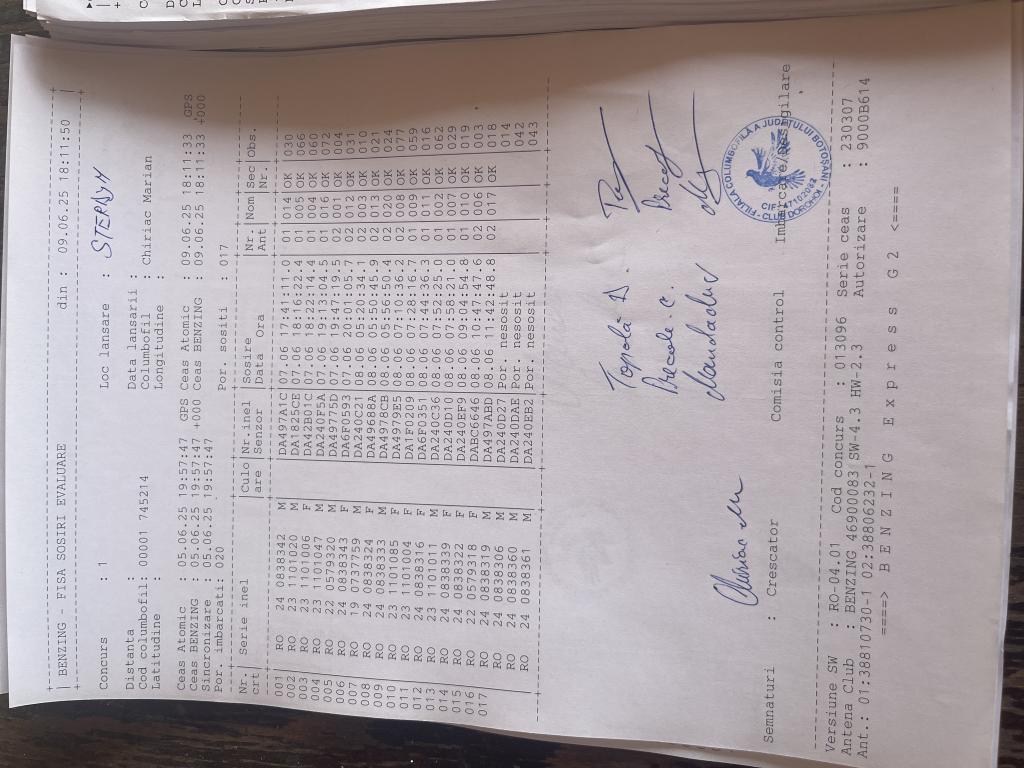 BENZING - FISA SOSIRI EVALUARE din : 09.06.25 18:11:50
Concurs : 1 Loc lansare : STEPDYH
Distanta : Data lansarii :
Cod columbofil: 00001 745214 Columbofil : Chiriac Marian
Latitudine : Longitudine :
Ceas Atomic : 05.06.25 19:57:47 GPS Ceas Atomic : 09.06.25 18:11:33 GPS
Ceas BENZING : 05.06.25 19:57:47 +000 Ceas BENZING : 09.06.25 18:11:33 +000
Sincronizare : 05.06.25 19:57:47
Por. imbarcati: 020 Por. sositi : 017
Nr. Serie inel Culo Nr.inel Sosire Nr. Nom Sec Obs.
crt are Senzor Data Ora Ant Nr.
001 RO 24 0838342 M DA497A1C 07.06 17:41:11.0 01 014 OK 030
002 RO 23 1101020 M DA1825CE 07.06 18:16:22.4 01 005 OK 066
003 RO 23 1101006 F DA42B01C 07.06 18:22:14.4 01 004 OK 060
004 RO 23 1101047 M DA240F5A 07.06 19:17:04.3 01 016 OK 072
005 RO 22 0579320 M DA49775D 07.06 19:47:04.5 02 001 OK 024
006 RO 24 0838343 F DA6F0593 07.06 20:01:05.7 02 012 OK 031
007 RO 19 0737759 M DA240C21 08.06 05:20:34.1 02 003 OK 010
008 RO 24 0838324 F DA49688A 08.06 05:50:45.9 02 013 OK 021
009 RO 24 0838333 M DA4978CB 08.06 05:56:50.4 02 020 OK 024
010 RO 23 1101085 F DA4979E5 08.06 07:10:36.2 02 008 OK 077
011 RO 23 1101004 F DA1F0209 08.06 07:28:16.7 01 009 OK 059
012 RO 24 0838316 F DA6F0351 08.06 07:44:36.3 01 011 OK 016
013 RO 23 1101011 M DA240C36 08.06 07:52:25.0 01 002 OK 062
014 RO 24 0838339 F DA240D10 08.06 07:58:21.0 01 007 OK 029
015 RO 24 0838322 F DA240EF7 08.06 09:04:54.8 01 010 OK 019
016 RO 22 0579318 F DABC6646 08.06 10:47:47.6 02 006 OK 003
017 RO 24 0838319 M DA497ABD 08.06 11:42:48.8 02 017 OK 018
RO 24 0838306 M DA240D27 Por. nesosit 014
RO 24 0838360 M DA240DAE Por. nesosit 042
RO 24 0838361 M DA240EB2 Por. nesosit 043
Topală D.
FILIALA COLUMBOFILĂ A JUDEȚULUI BOTOȘANI
Semnaturi : Crescator Comisia control Imbarcare/Desigilare
Versiune SW : RO-04.01 Cod concurs : 013096 Serie ceas : 230307
Antena Club : BENZING 46900083 SW-4.3 HW-2.3 Autorizare : 9000B614
Ant.: 01:38810730-1 02:38806232-1
====> B E N Z I N G E x p r e s s G 2 <====